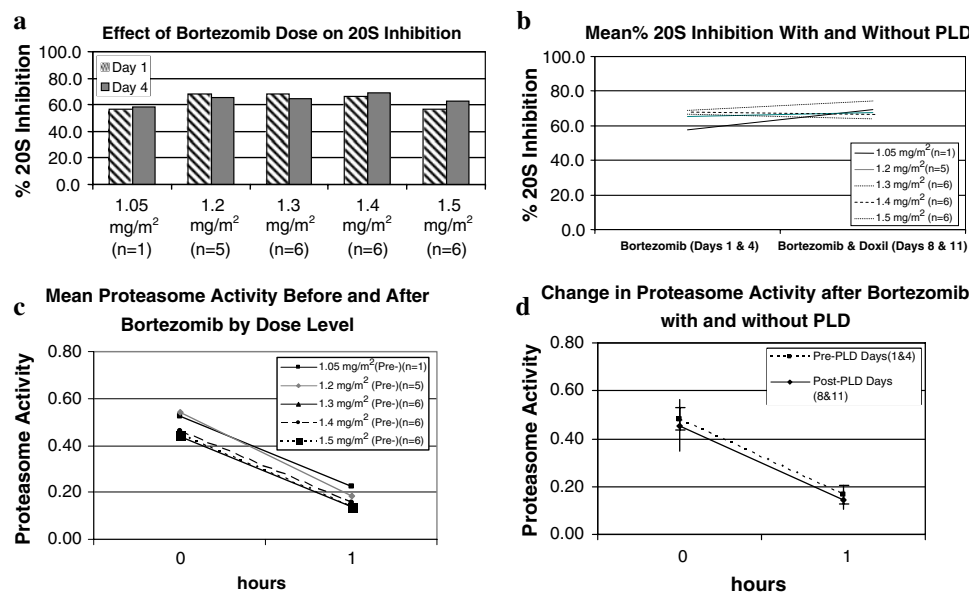 a
Effect of Bortezomib Dose on 20S Inhibition
% 20S Inhibition
100.0
80.0
60.0
40.0
20.0
0.0
Day 1
Day 4
1.05 mg/m² (n=1)
1.2 mg/m² (n=5)
1.3 mg/m² (n=6)
1.4 mg/m² (n=6)
1.5 mg/m² (n=6)
b
Mean% 20S Inhibition With and Without PLD
% 20S Inhibition
100.0
80.0
60.0
40.0
20.0
0.0
1.05 mg/m² (n=1)
1.2 mg/m² (n=5)
1.3 mg/m² (n=6)
1.4 mg/m² (n=6)
1.5 mg/m² (n=6)
Bortezomib (Days 1 & 4)
Bortezomib & Doxil (Days 8 & 11)
c
Mean Proteasome Activity Before and After
Bortezomib by Dose Level
Proteasome Activity
0.80
0.60
0.40
0.20
0.00
1.05 mg/m² (Pre-)(n=1)
1.2 mg/m² (Pre-)(n=5)
1.3 mg/m² (Pre-)(n=6)
1.4 mg/m² (Pre-)(n=6)
1.5 mg/m² (Pre-)(n=6)
0
1
hours
d
Change in Proteasome Activity after Bortezomib
with and without PLD
Proteasome Activity
0.80
0.60
0.40
0.20
0.00
Pre-PLD Days(1&4)
Post-PLD Days
(8&11)
0
1
hours